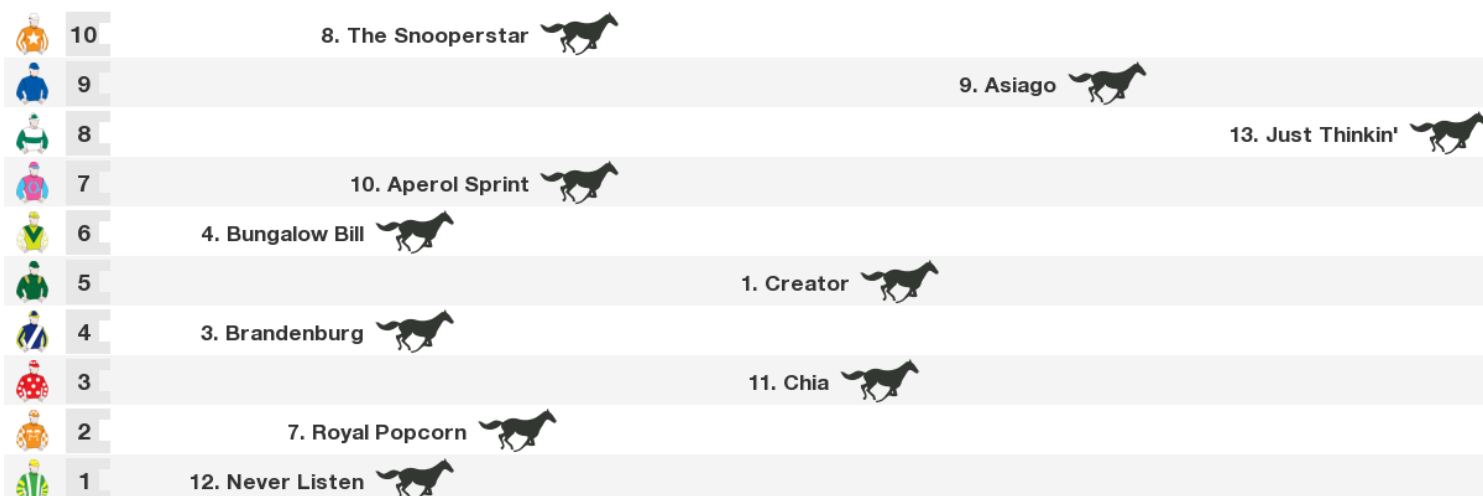 10 8. The Snooperstar
9 9. Asiago
8 13. Just Thinkin'
7 10. Aperol Sprint
6 4. Bungalow Bill
5 1. Creator
4 3. Brandenburg
3 11. Chia
2 7. Royal Popcorn
1 12. Never Listen